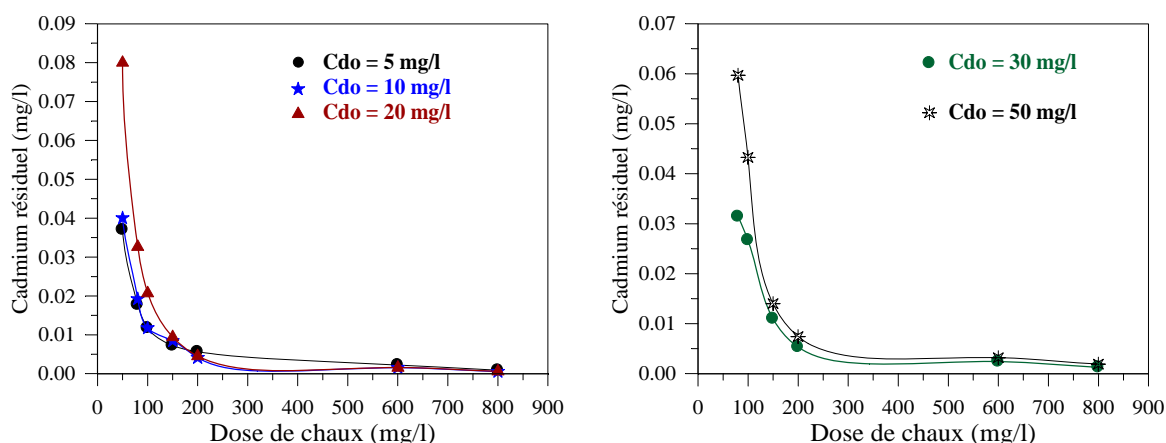 0.09
0.08
0.07
0.06
0.05
0.04
0.03
0.02
0.01
0.00
Cadmium résiduel (mg/l)
Cdo = 5 mg/l
Cdo = 10 mg/l
Cdo = 20 mg/l
0 100 200 300 400 500 600 700 800 900
Dose de chaux (mg/l)
0.07
0.06
0.05
0.04
0.03
0.02
0.01
0.00
Cadmium résiduel (mg/l)
Cdo = 30 mg/l
Cdo = 50 mg/l
0 100 200 300 400 500 600 700 800 900
Dose de chaux (mg/l)